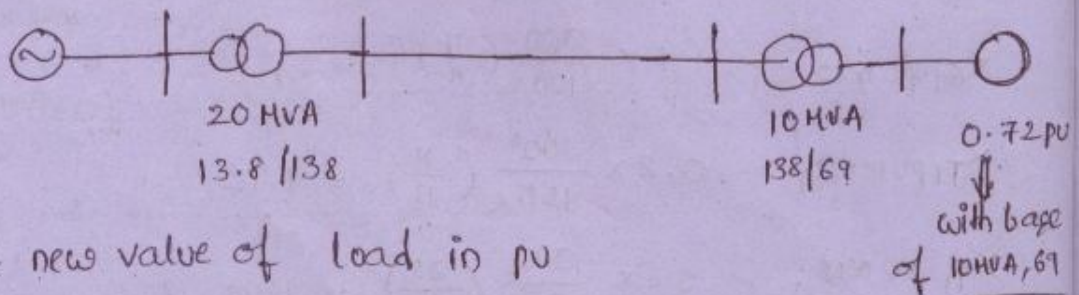 20 MVA
13.8/138
10 MVA
138/69
0.72 pu
with base
of 10MVA, 69
new value of load in pu